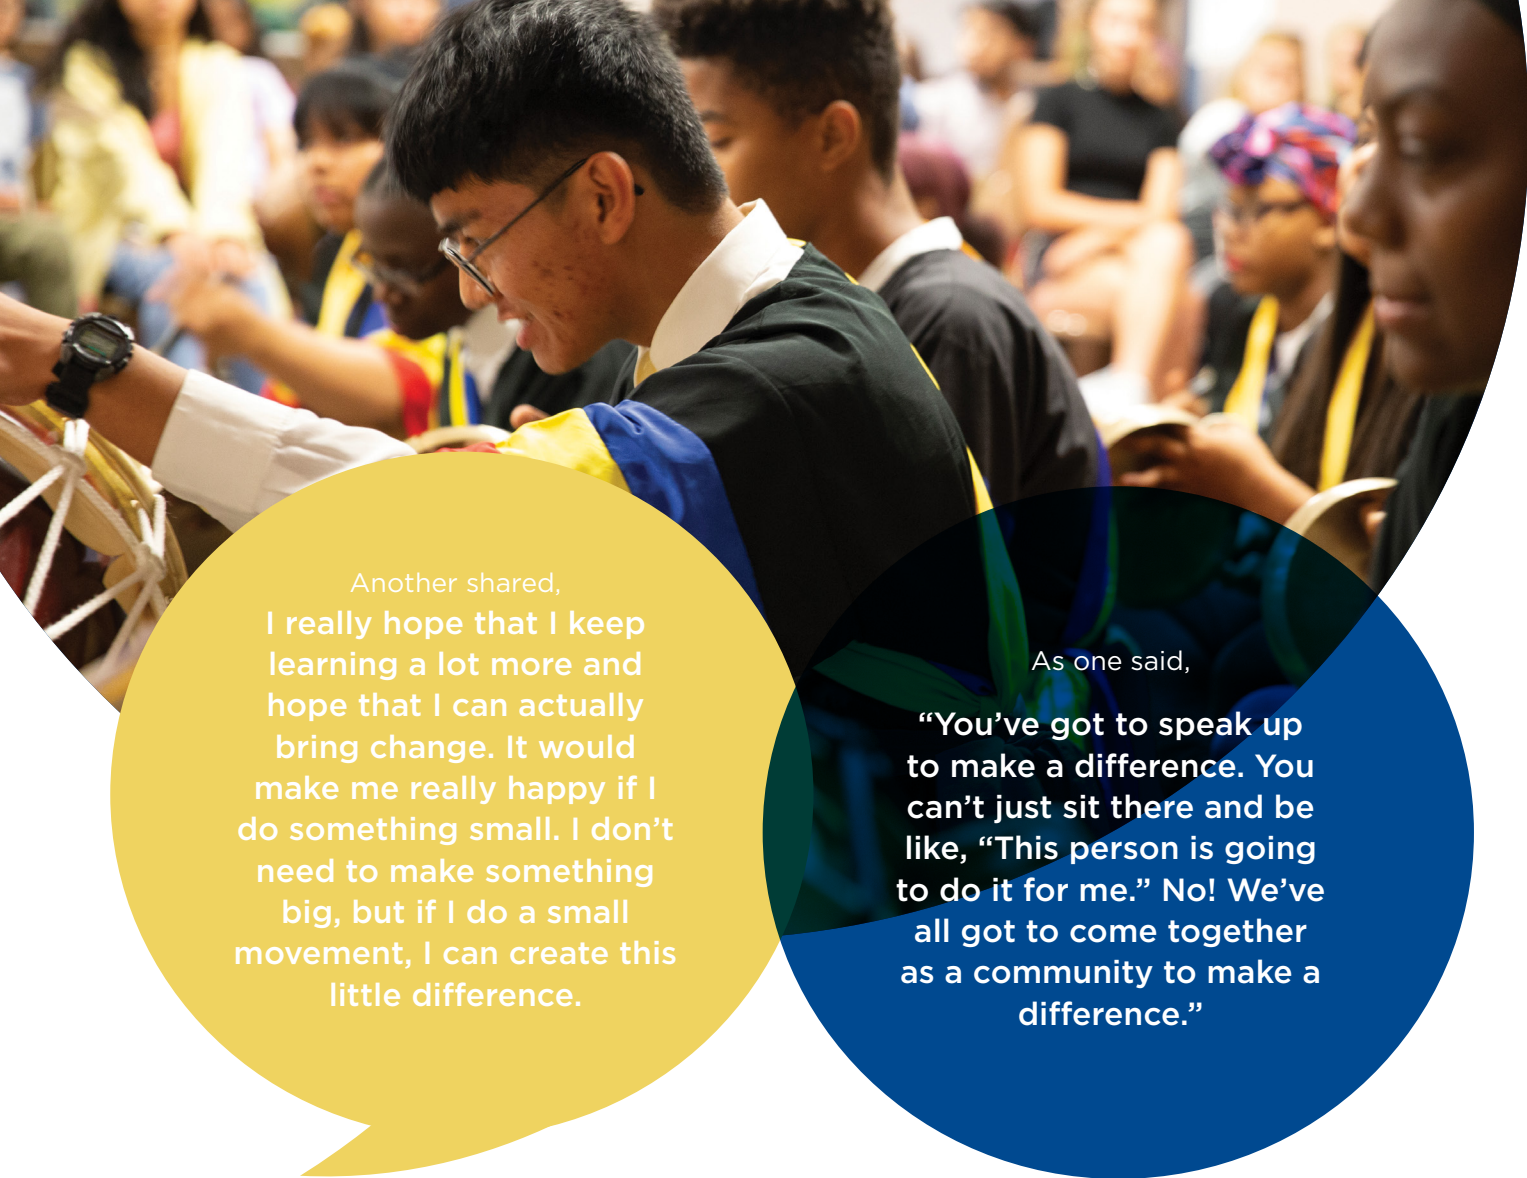 Another shared,
I really hope that I keep
learning a lot more and
hope that I can actually
bring change. It would
make me really happy if I
do something small. I don’t
need to make something
big, but if I do a small
movement, I can create this
little difference.
As one said,
“You’ve got to speak up
to make a difference. You
can’t just sit there and be
like, “This person is going
to do it for me.” No! We’ve
all got to come together
as a community to make a
difference.”